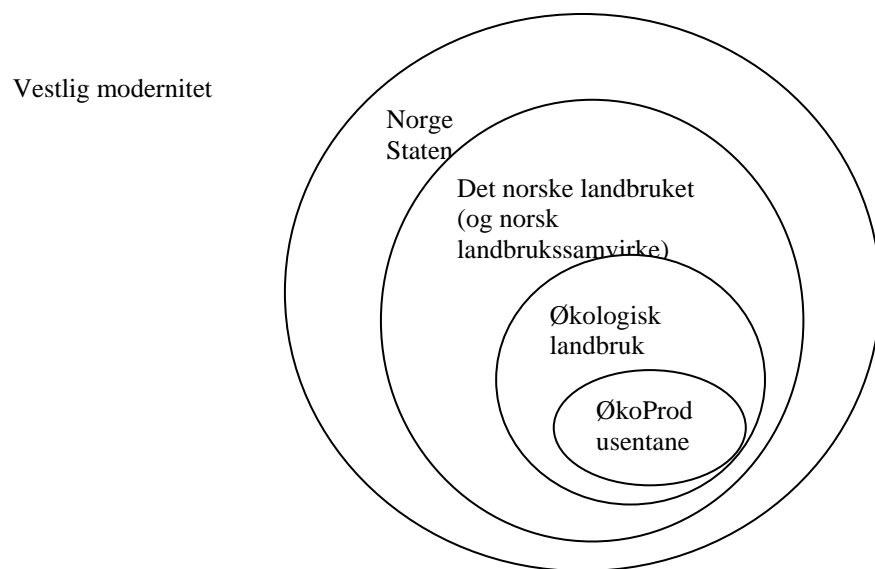 Vestlig modernitet
Norge
Staten
Det norske landbruket
(og norsk
landbrukssamvirke)
Økologisk
landbruk
ØkoProd
usentane